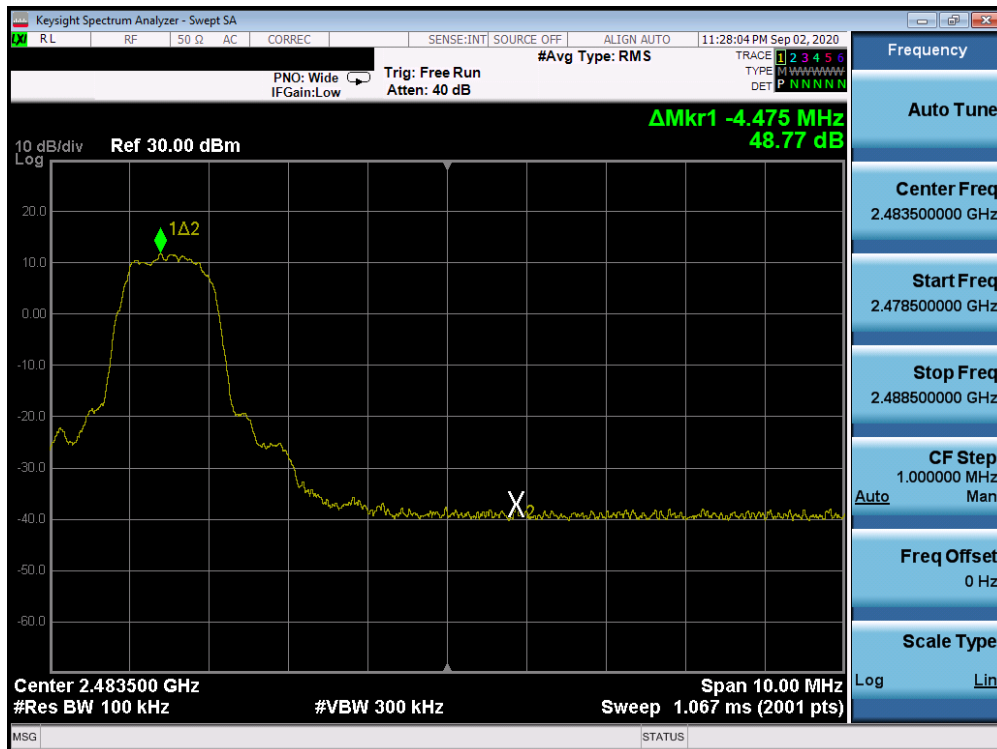 Keysight Spectrum Analyzer - Swept SA
LXI RL RF 50 Ω AC CORREC SENSE:INT SOURCE OFF ALIGN AUTO 11:28:04 PM Sep 02, 2020
#Avg Type: RMS
TRACE 1 2 3 4 5 6
PNO: Wide
Trig: Free Run
TYPE M W W W W W
IFGain:Low
Atten: 40 dB
DET P N N N N N
ΔMkr1 -4.475 MHz
48.77 dB
10 dB/div Ref 30.00 dBm
Log
20.0
1Δ2
10.0
0.00
-10.0
-20.0
-30.0
X2
-40.0
-50.0
-60.0
Center 2.483500 GHz
Span 10.00 MHz
#Res BW 100 kHz
#VBW 300 kHz
Sweep 1.067 ms (2001 pts)
MSG
STATUS
Frequency
Auto Tune
Center Freq
2.483500000 GHz
Start Freq
2.478500000 GHz
Stop Freq
2.488500000 GHz
CF Step
1.000000 MHz
Auto Man
Freq Offset
0 Hz
Scale Type
Log Lin